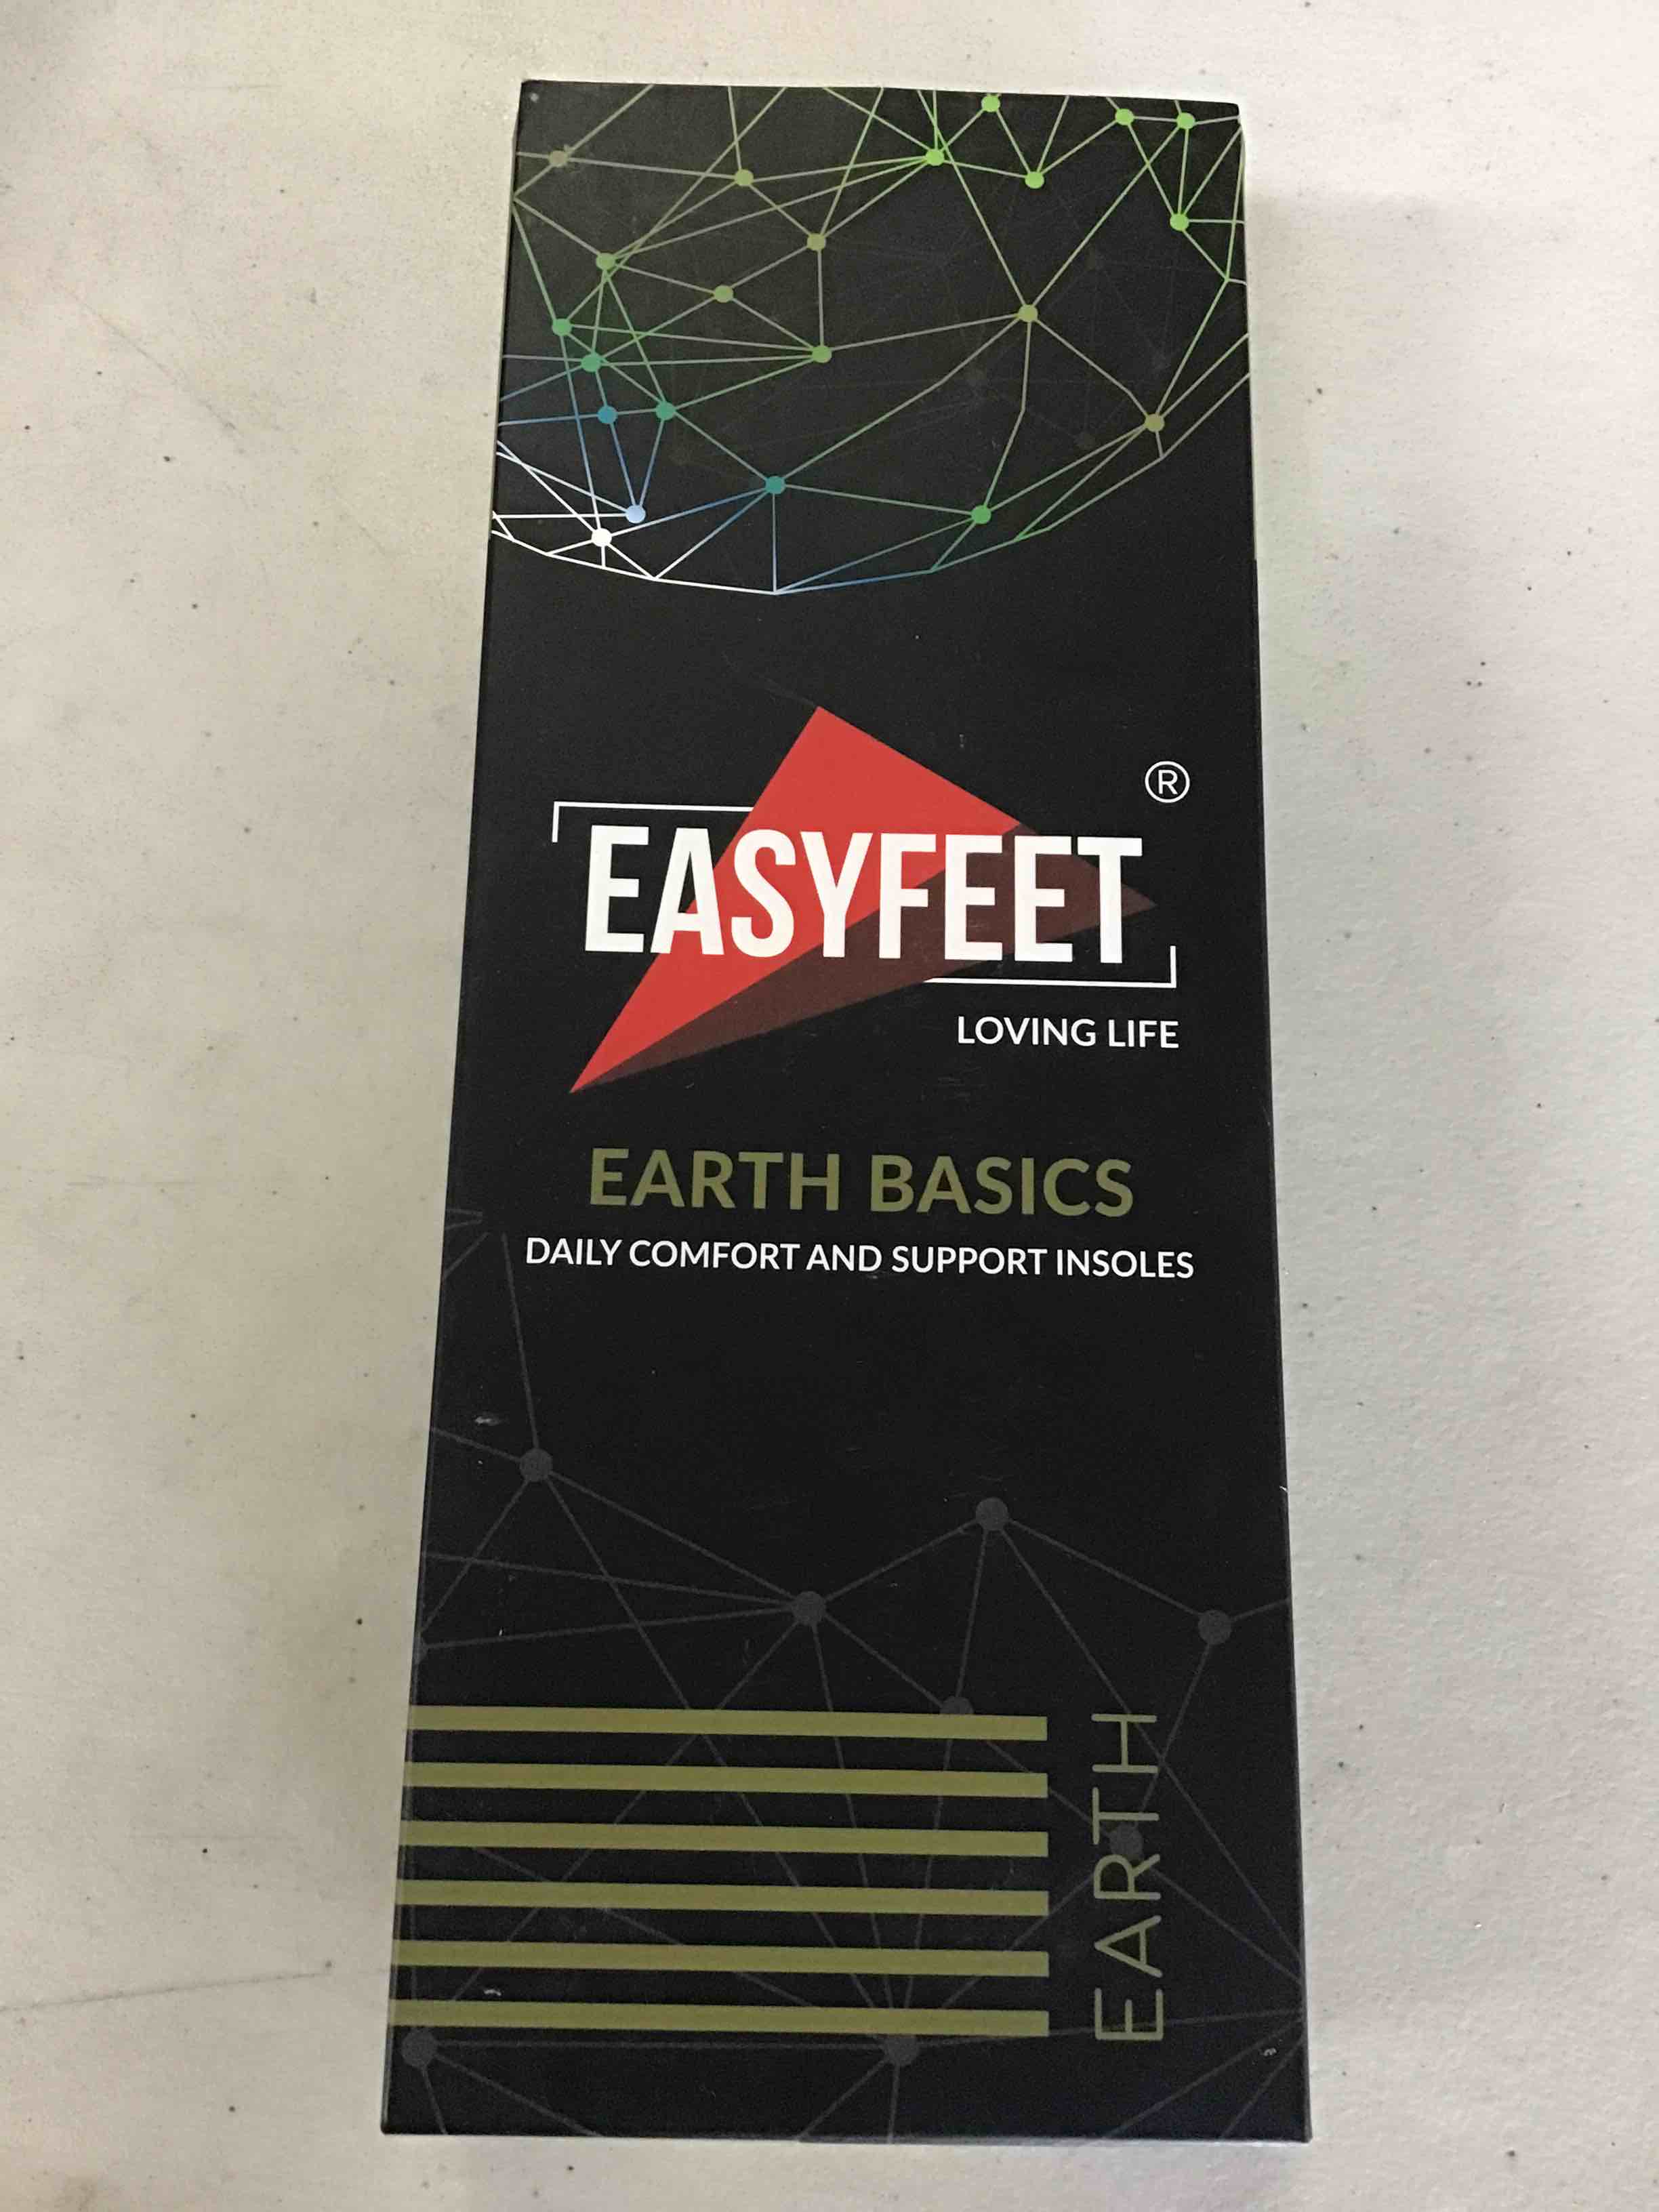 EASYFEET ®
LOVING LIFE
EARTH BASICS
DAILY COMFORT AND SUPPORT INSOLES
EARTH